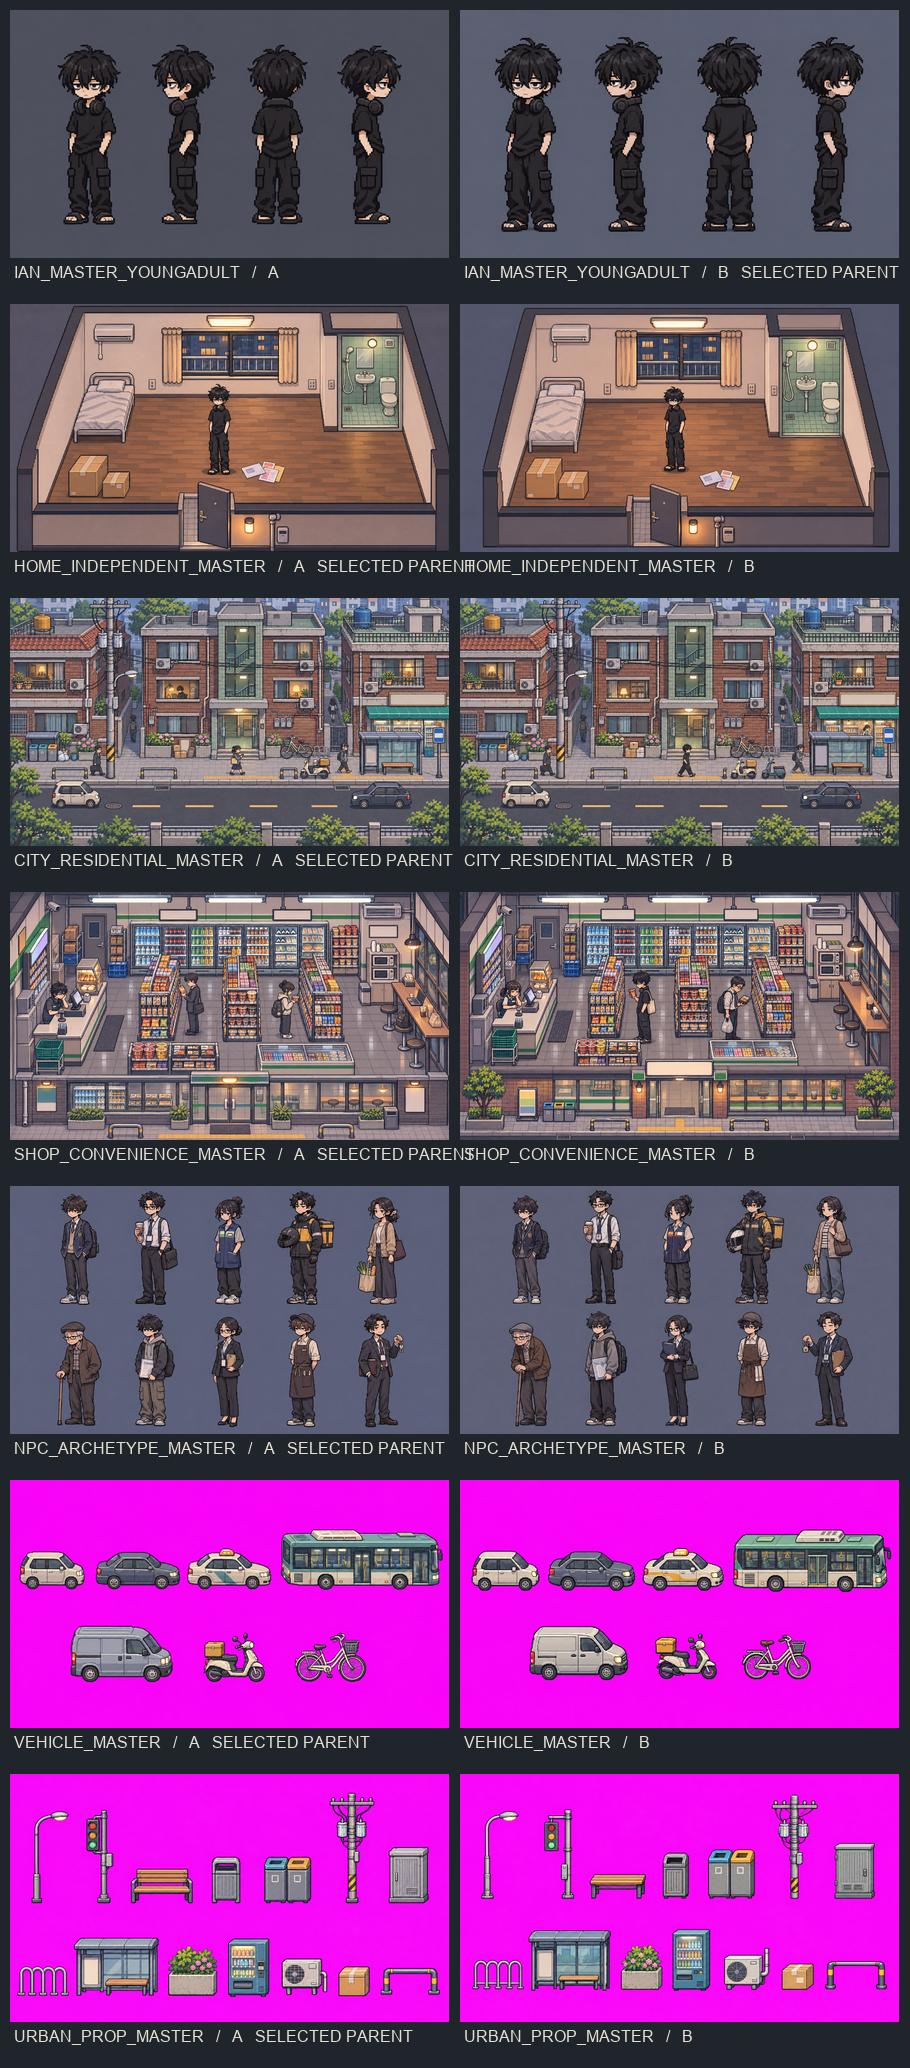 IAN_MASTER_YOUNGADULT / A
IAN_MASTER_YOUNGADULT / B SELECTED PARENT
HOME_INDEPENDENT_MASTER / A SELECTED PARENT
HOME_INDEPENDENT_MASTER / B
CITY_RESIDENTIAL_MASTER / A SELECTED PARENT
CITY_RESIDENTIAL_MASTER / B
SHOP_CONVENIENCE_MASTER / A SELECTED PARENT
SHOP_CONVENIENCE_MASTER / B
NPC_ARCHETYPE_MASTER / A SELECTED PARENT
NPC_ARCHETYPE_MASTER / B
VEHICLE_MASTER / A SELECTED PARENT
VEHICLE_MASTER / B
URBAN_PROP_MASTER / A SELECTED PARENT
URBAN_PROP_MASTER / B